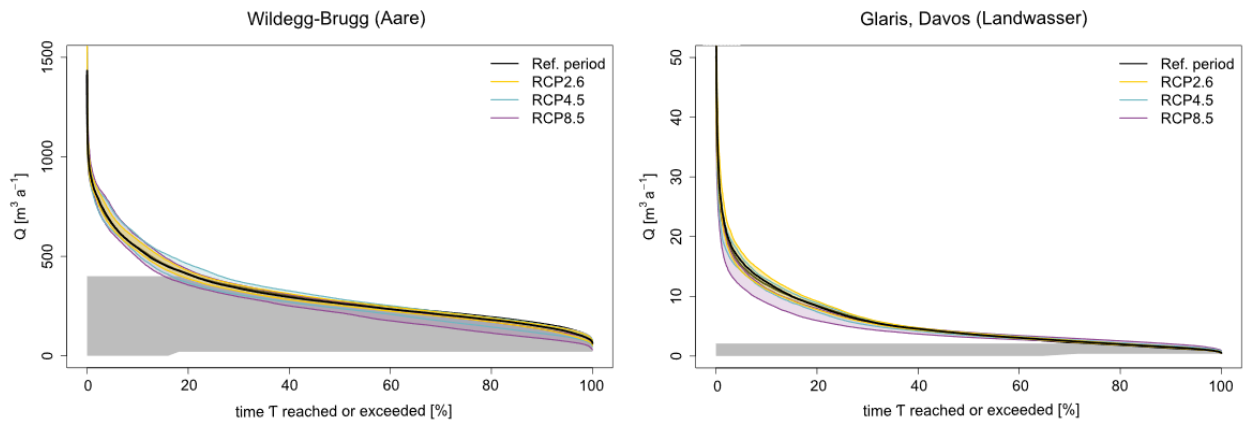 Wildegg-Brugg (Aare)
Q [m³ a⁻¹]
1500
1000
500
0
Ref. period
RCP2.6
RCP4.5
RCP8.5
0 20 40 60 80 100
time T reached or exceeded [%]
Glaris, Davos (Landwasser)
Q [m³ a⁻¹]
50
40
30
20
10
0
Ref. period
RCP2.6
RCP4.5
RCP8.5
0 20 40 60 80 100
time T reached or exceeded [%]